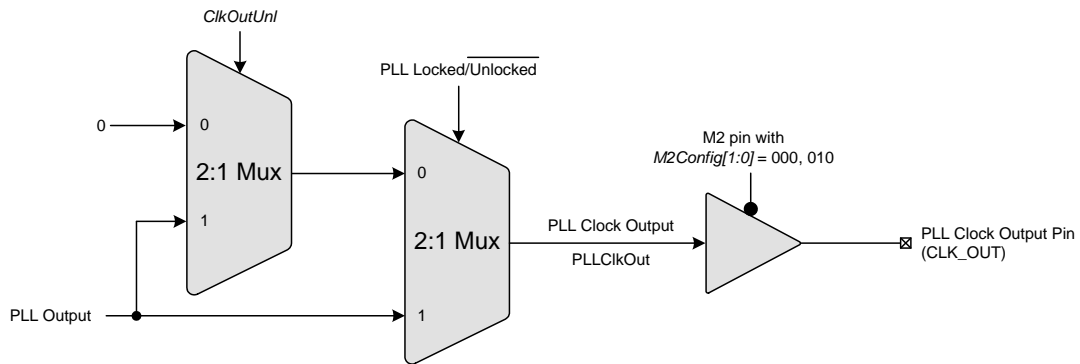 ClkOutUnl
PLL Locked/Unlocked
0
0
M2 pin with
M2Config[1:0] = 000, 010
2:1 Mux
0
1
2:1 Mux
PLL Clock Output
PLLClkOut
PLL Clock Output Pin
(CLK_OUT)
PLL Output
1